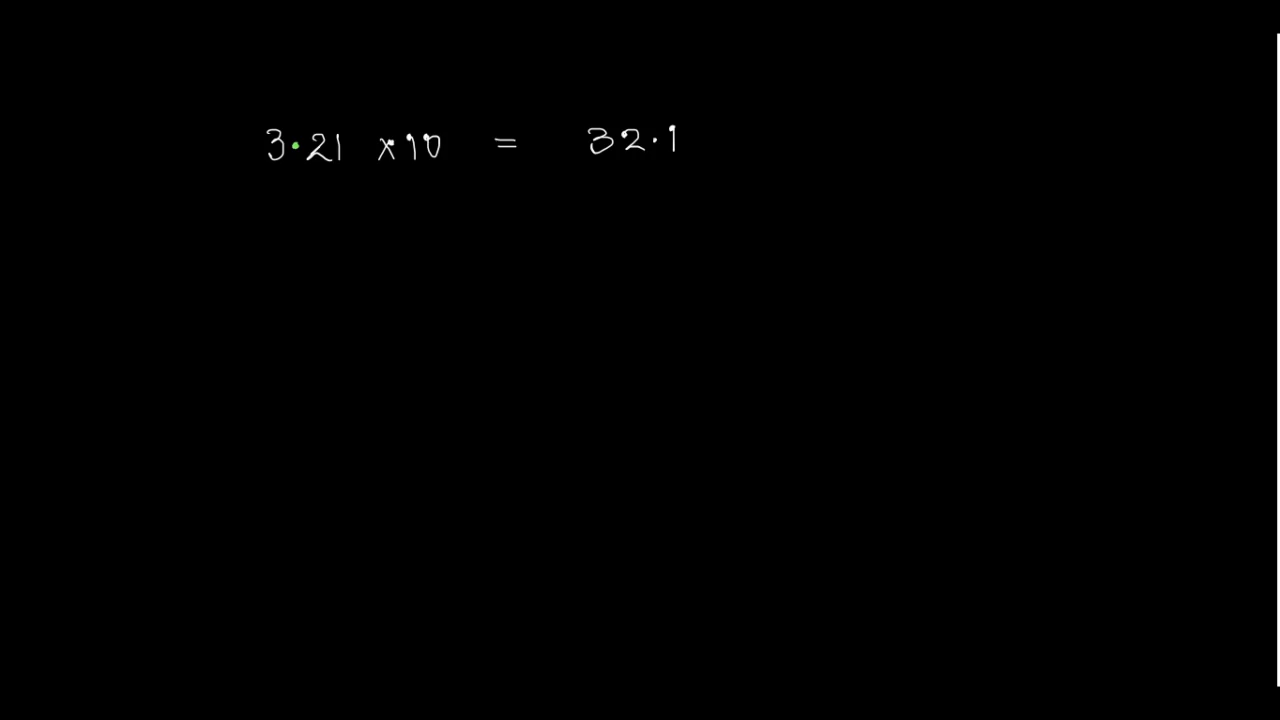 3.21 ×10 = 32.1